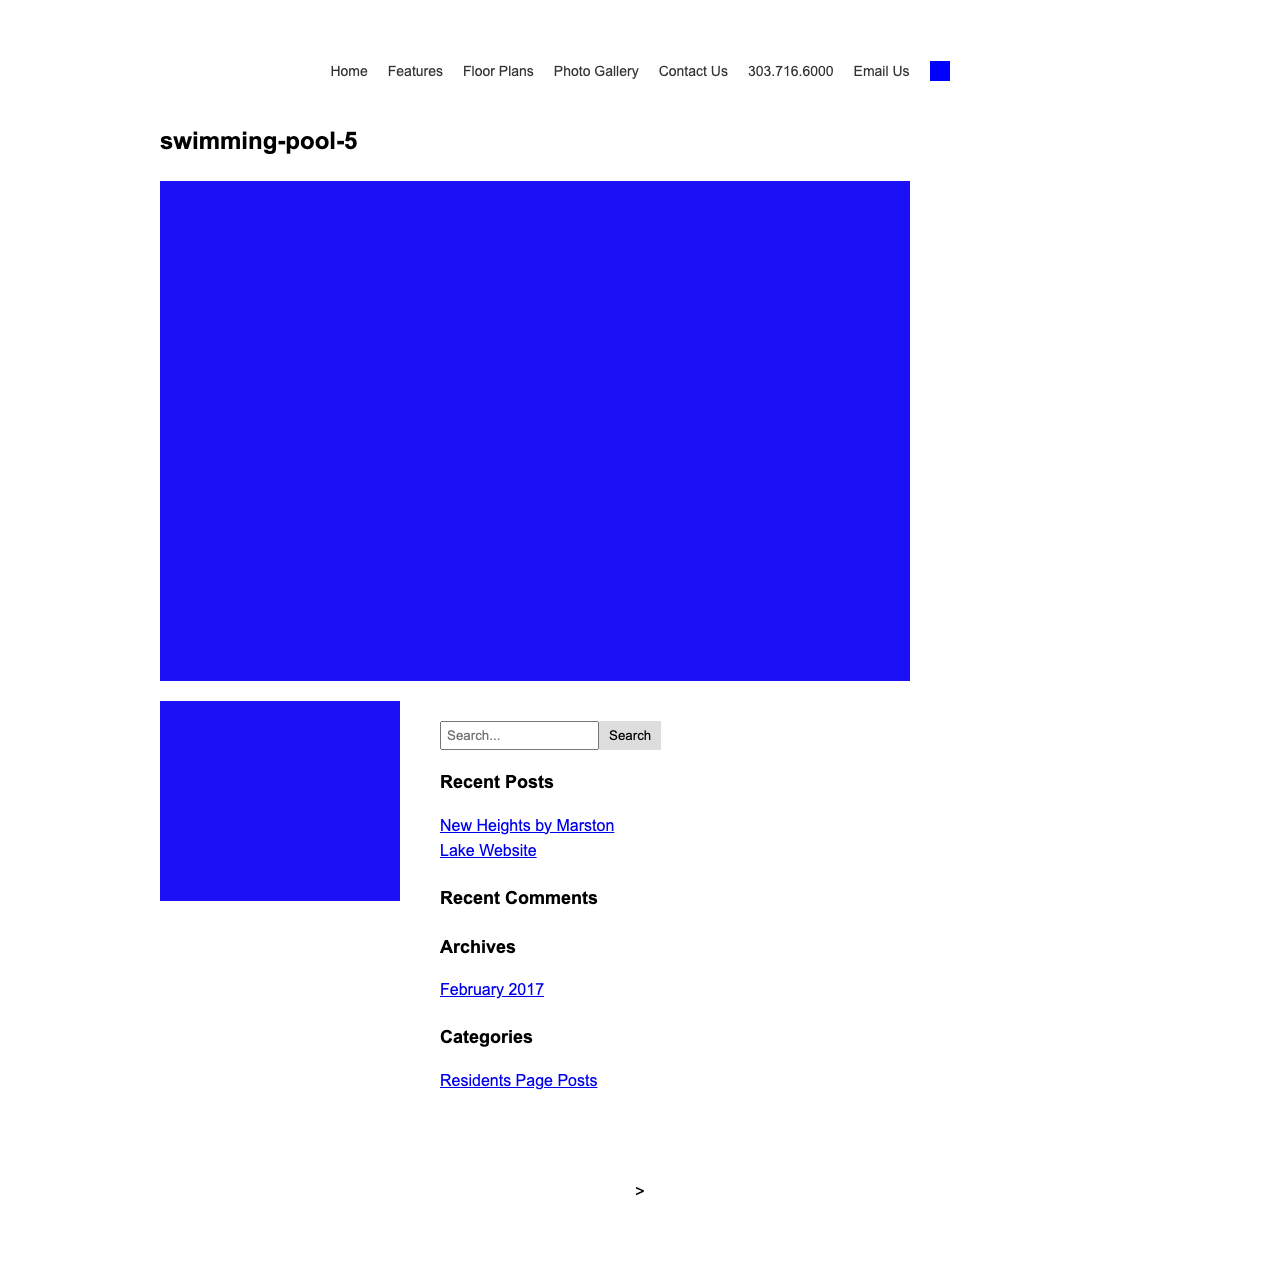 Home Features Floor Plans Photo Gallery Contact Us 303.716.6000 Email Us
swimming-pool-5
Search... Search
Recent Posts
New Heights by Marston
Lake Website
Recent Comments
Archives
February 2017
Categories
Residents Page Posts
>